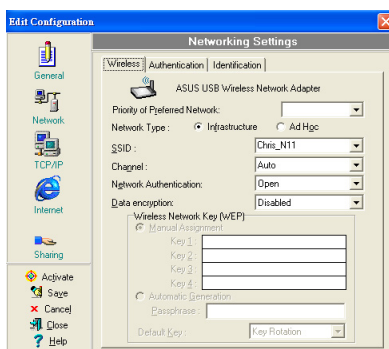 Edit Configuration
Networking Settings
General
Network
TCP/IP
Internet
Sharing
Activate
Save
Cancel
Close
Help
Wireless
Authentication
Identification
ASUS USB Wireless Network Adapter
Priority of Preferred Network:
Network Type :
Infrastructure
Ad Hoc
SSID :
Chris_N11
Channel :
Auto
Network Authentication:
Open
Data encryption:
Disabled
Wireless Network Key (WEP)
Manual Assignment
Key 1 :
Key 2 :
Key 3 :
Key 4 :
Automatic Generation
Passphrase :
Default Key :
Key Rotation